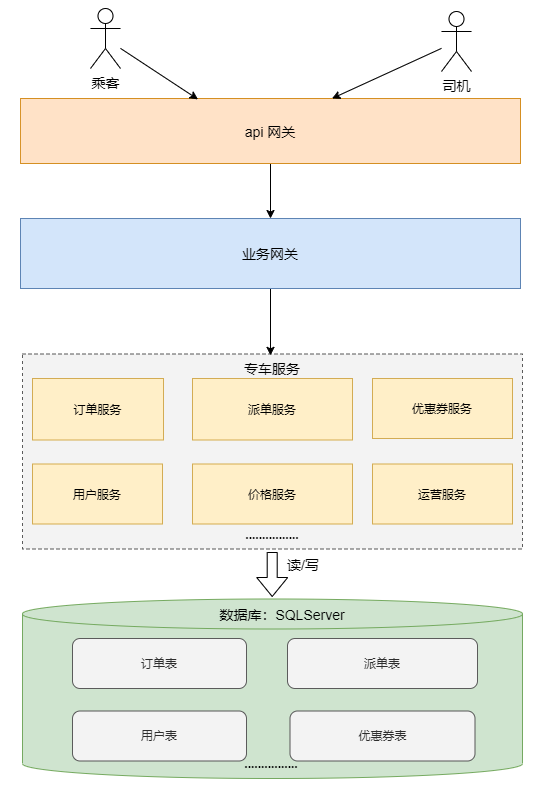 乘客
司机
api 网关
业务网关
专车服务
订单服务
派单服务
优惠券服务
用户服务
价格服务
运营服务
................
读/写
数据库：SQLServer
订单表
派单表
用户表
优惠券表
................